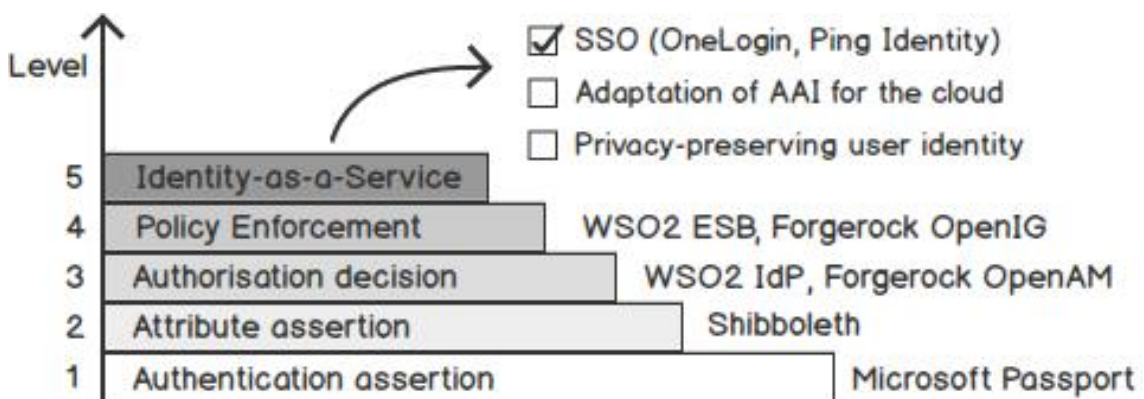 SSO (OneLogin, Ping Identity)
Level
Adaptation of AAI for the cloud
Privacy-preserving user identity
5 Identity-as-a-Service
4 Policy Enforcement WSO2 ESB, Forgerock OpenIG
3 Authorisation decision WSO2 IdP, Forgerock OpenAM
2 Attribute assertion Shibboleth
1 Authentication assertion Microsoft Passport